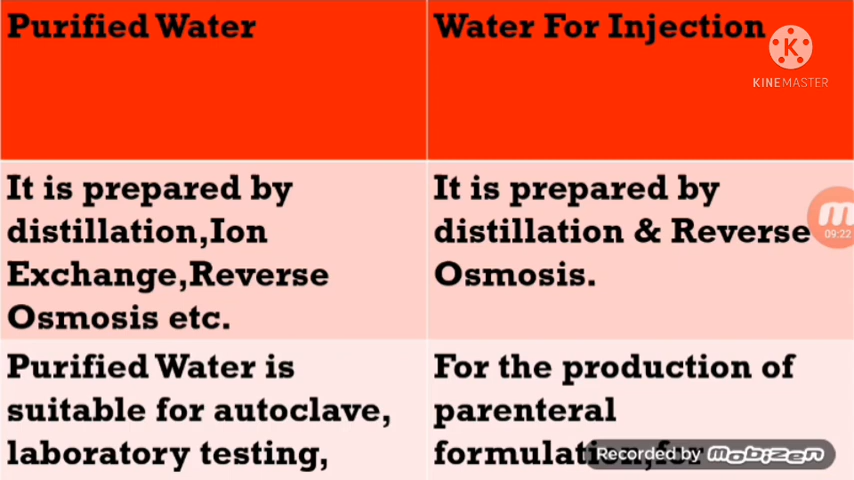 Purified Water
Water For Injection
KINEMASTER
It is prepared by
distillation,Ion
Exchange,Reverse
Osmosis etc.
It is prepared by
distillation & Reverse
Osmosis.
09:22
Purified Water is
suitable for autoclave,
laboratory testing,
For the production of
parenteral
formulation,for
Recorded by mobizen